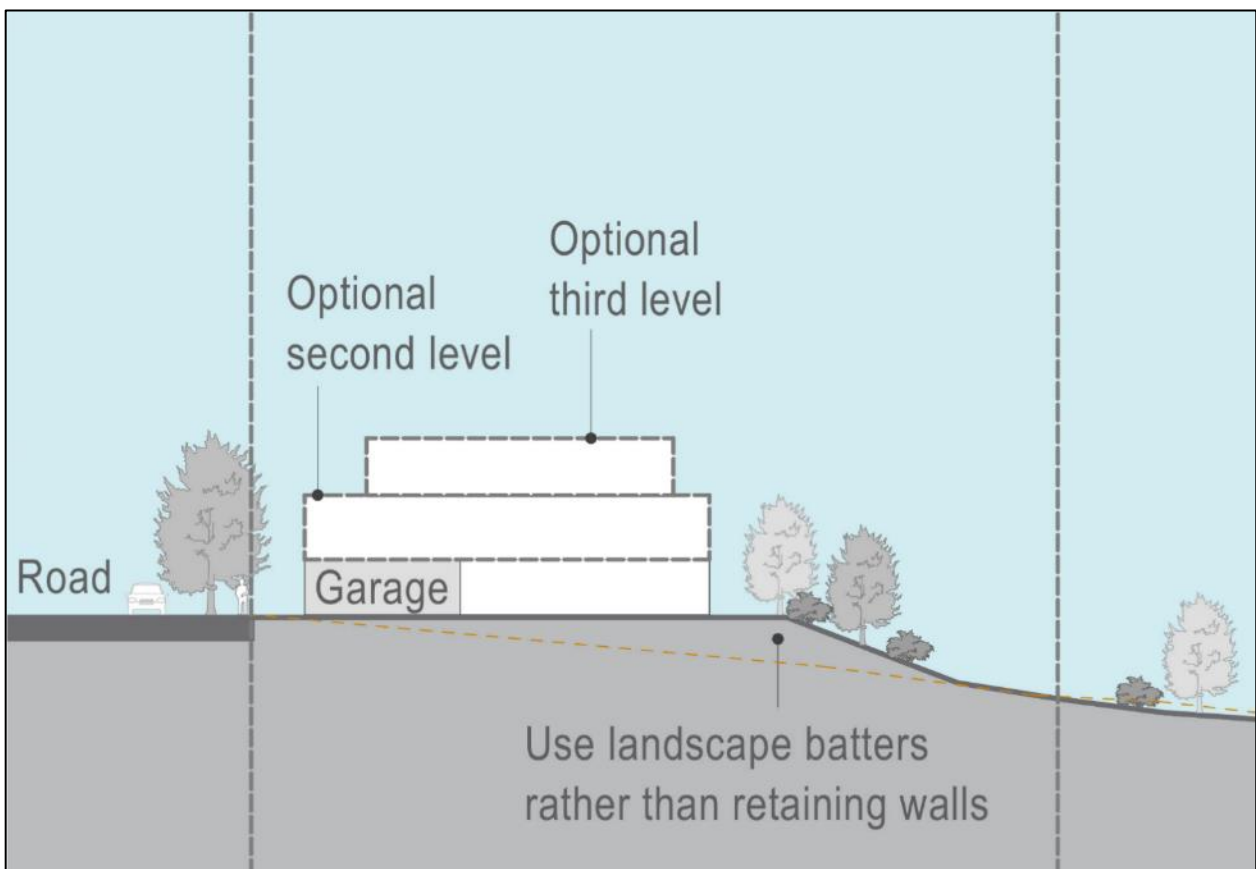 Optional
third level
Optional
second level
Road
Garage
Use landscape batters
rather than retaining walls